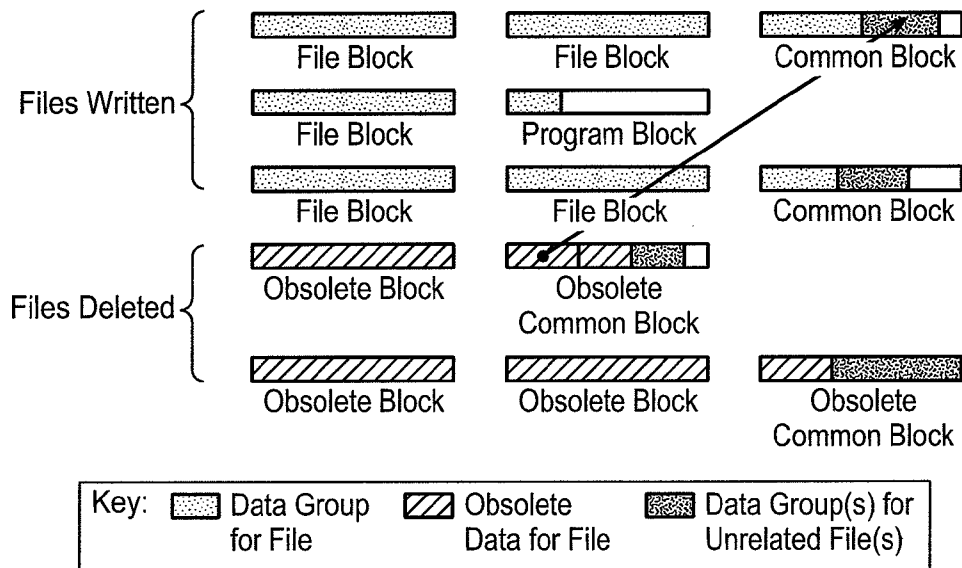 File Block File Block Common Block
Files Written
File Block Program Block
File Block File Block Common Block
Files Deleted
Obsolete Block Obsolete
Common Block
Obsolete Block Obsolete Block Obsolete
Common Block
Key: Data Group Obsolete Data Group(s) for
for File Data for File Unrelated File(s)